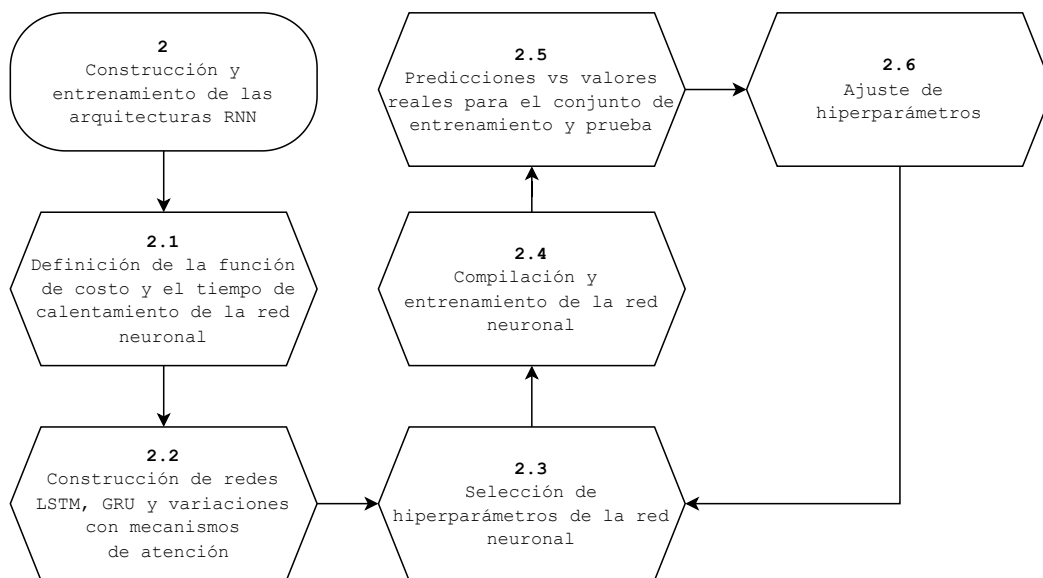 2
Construcción y
entrenamiento de las
arquitecturas RNN
2.1
Definición de la función
de costo y el tiempo de
calentamiento de la red
neuronal
2.2
Construcción de redes
LSTM, GRU y variaciones
con mecanismos
de atención
2.3
Selección de
hiperparámetros de la red
neuronal
2.4
Compilación y
entrenamiento de la red
neuronal
2.5
Predicciones vs valores
reales para el conjunto de
entrenamiento y prueba
2.6
Ajuste de
hiperparámetros